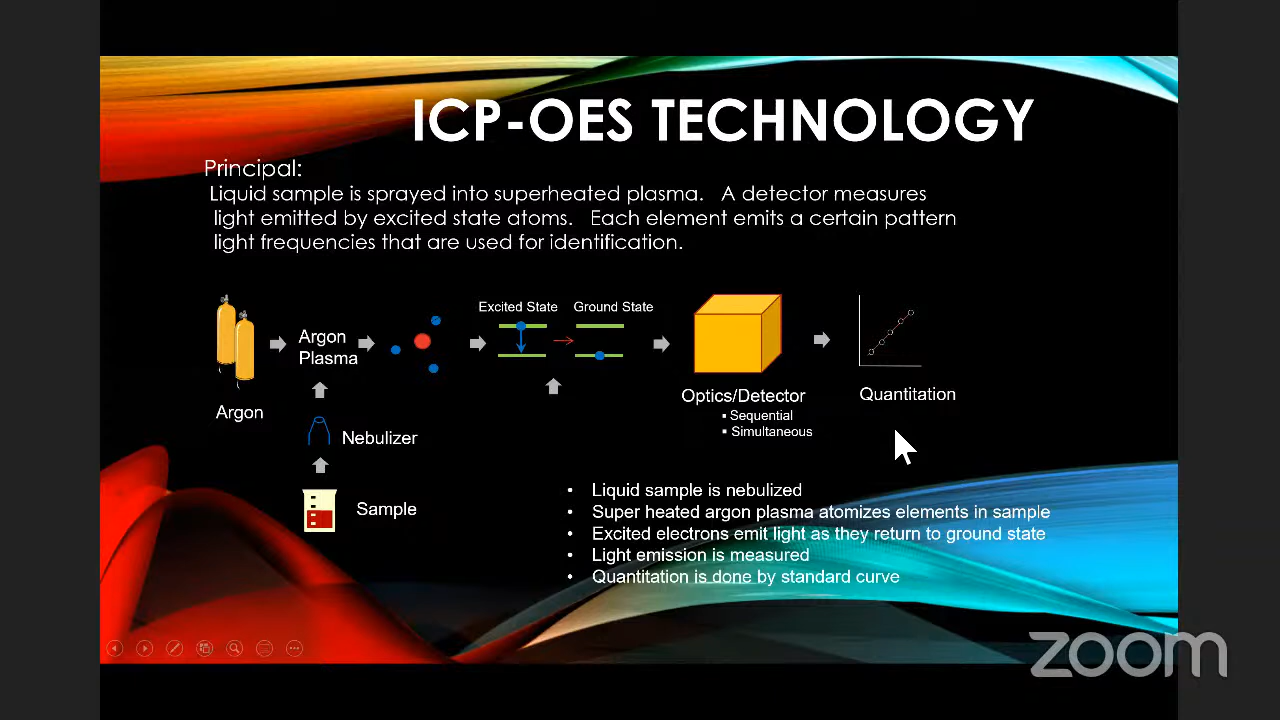 ICP-OES TECHNOLOGY
Principal:
Liquid sample is sprayed into superheated plasma. A detector measures
light emitted by excited state atoms. Each element emits a certain pattern
light frequencies that are used for identification.
Excited State
Ground State
Argon
Plasma
Argon
Optics/Detector
▪ Sequential
▪ Simultaneous
Quantitation
Nebulizer
Sample
• Liquid sample is nebulized
• Super heated argon plasma atomizes elements in sample
• Excited electrons emit light as they return to ground state
• Light emission is measured
• Quantitation is done by standard curve
zoom